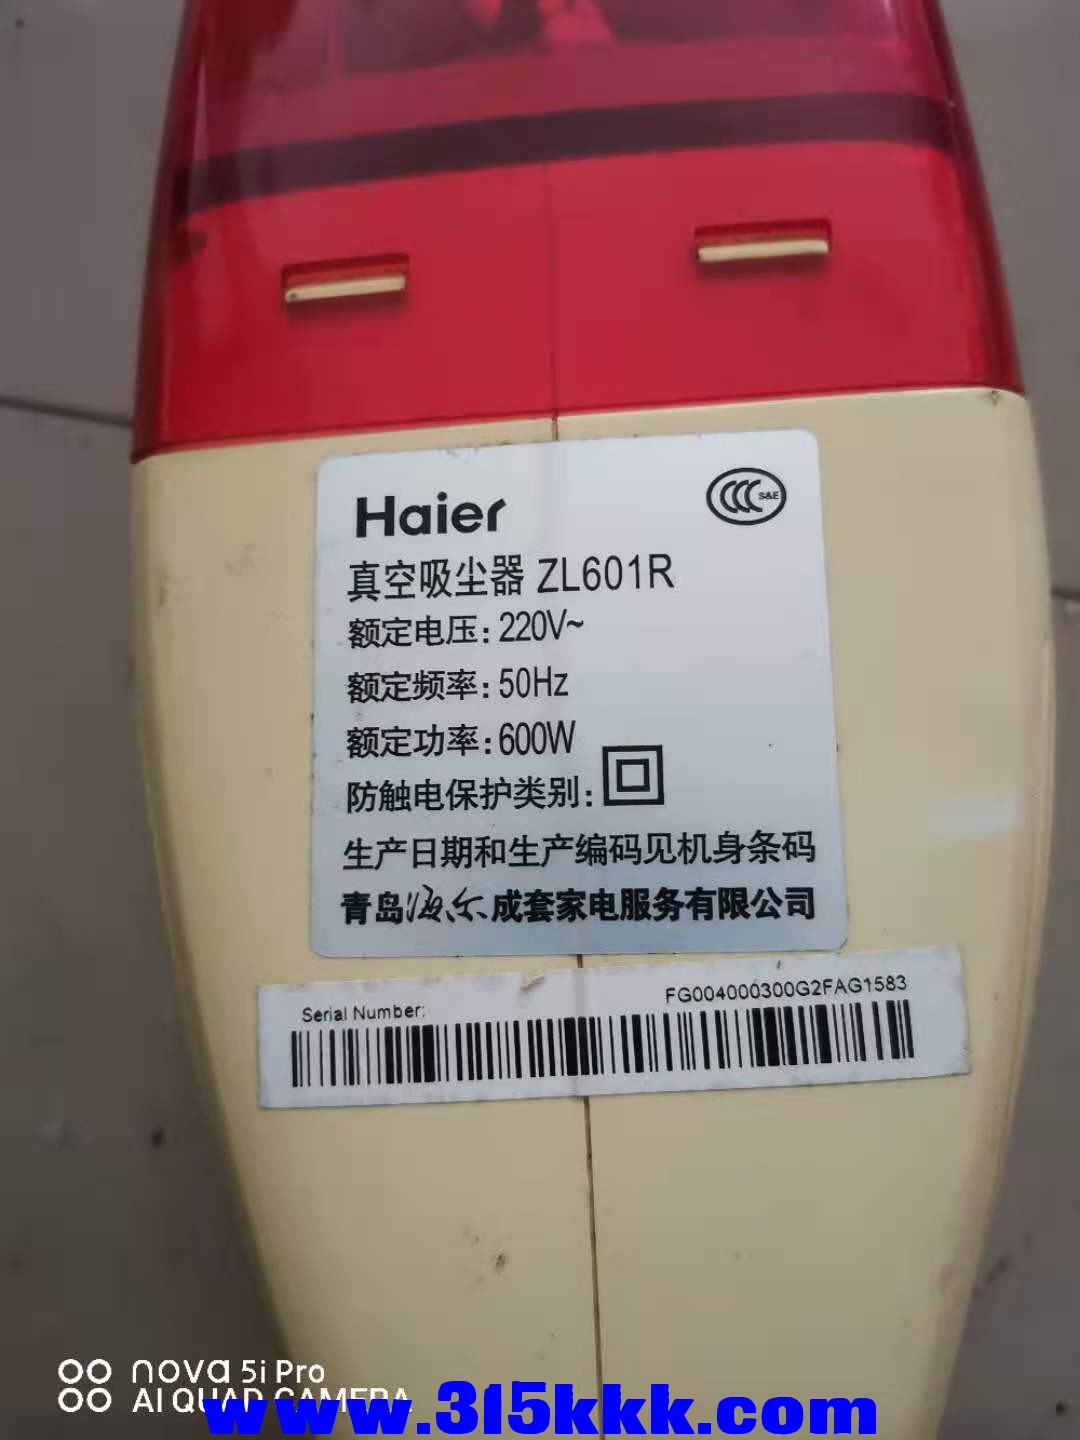 Haier
S&E
真空吸尘器 ZL601R
额定电压：220V~
额定频率：50Hz
额定功率：600W
防触电保护类别：
生产日期和生产编码见机身条码
青岛海尔成套家电服务有限公司
Serial Number:
FG004000300G2FAG1583
nova 5i Pro
AI QUAD CAMERA
www.315kkk.com